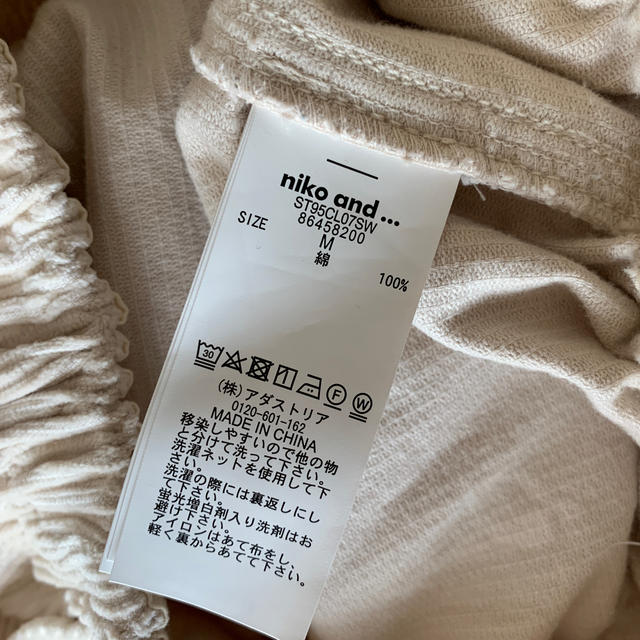 niko and ...
ST95CL07SW
86458200
SIZE M
綿
100%
30 F W
(株)アダストリア
0120-601-162
MADE IN CHINA
移染しやすいので他の物
と分けて洗って下さい。
洗濯ネットを使用して下
さい。
洗濯の際には裏返しにし
て下さい。
蛍光増白剤入り洗剤はお
避け下さい。
アイロンはあて布をし、
軽く裏からあてて下さい。